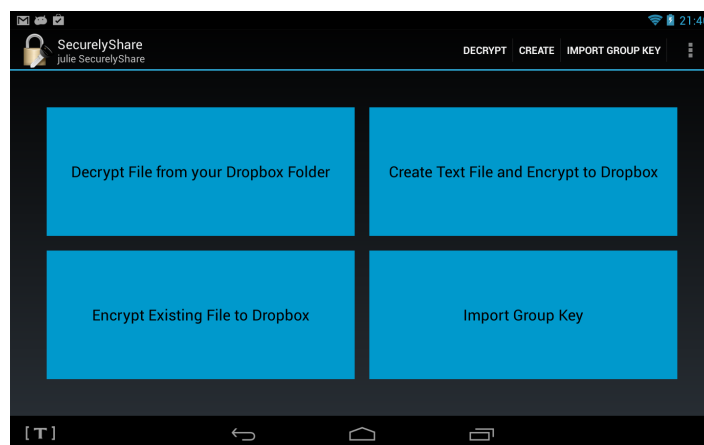 21:4
SecurelyShare
julie SecurelyShare
DECRYPT CREATE IMPORT GROUP KEY
Decrypt File from your Dropbox Folder
Create Text File and Encrypt to Dropbox
Encrypt Existing File to Dropbox
Import Group Key
[T]